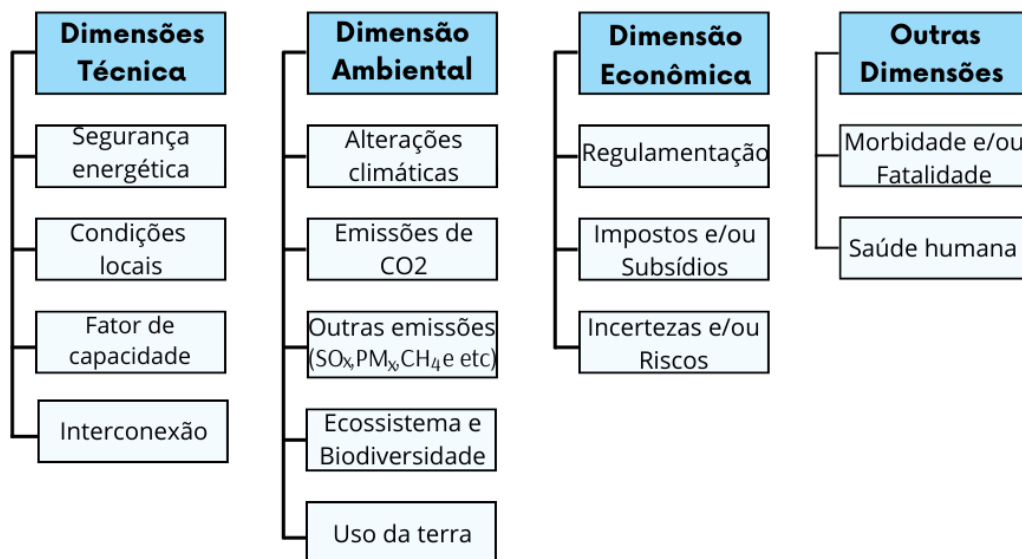 Dimensões
Técnica
Segurança
energética
Condições
locais
Fator de
capacidade
Interconexão
Dimensão
Ambiental
Alterações
climáticas
Emissões de
CO2
Outras emissões
(SOₓ,PMₓ,CH₄e etc)
Ecossistema e
Biodiversidade
Uso da terra
Dimensão
Econômica
Regulamentação
Impostos e/ou
Subsídios
Incertezas e/ou
Riscos
Outras
Dimensões
Morbidade e/ou
Fatalidade
Saúde humana